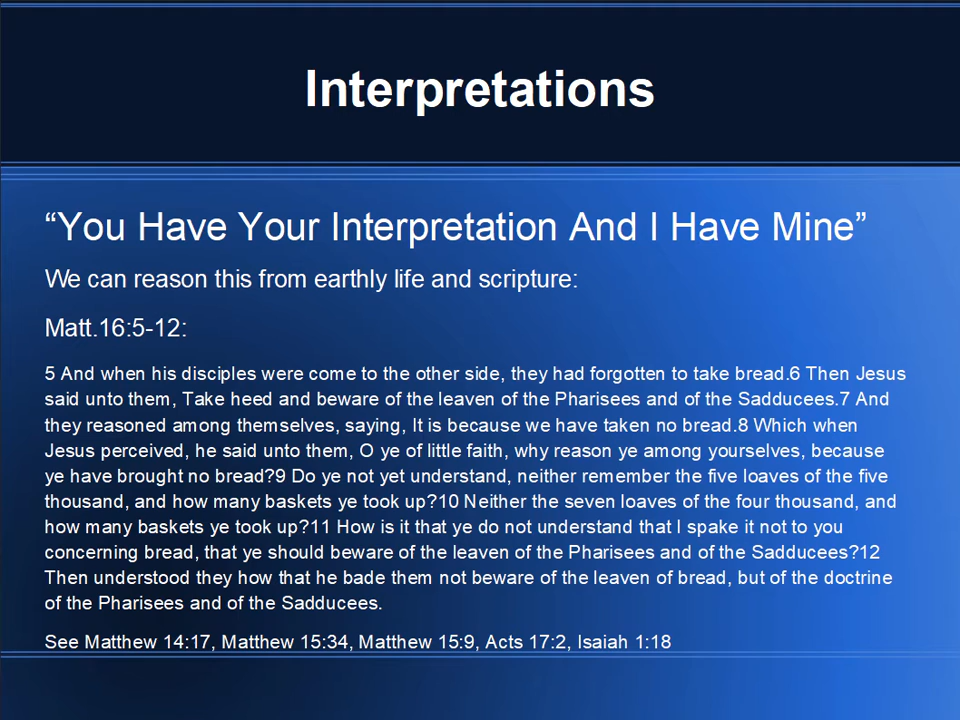 Interpretations
“You Have Your Interpretation And I Have Mine”
We can reason this from earthly life and scripture:
Matt.16:5-12:
5 And when his disciples were come to the other side, they had forgotten to take bread.6 Then Jesus
said unto them, Take heed and beware of the leaven of the Pharisees and of the Sadducees.7 And
they reasoned among themselves, saying, It is because we have taken no bread.8 Which when
Jesus perceived, he said unto them, O ye of little faith, why reason ye among yourselves, because
ye have brought no bread?9 Do ye not yet understand, neither remember the five loaves of the five
thousand, and how many baskets ye took up?10 Neither the seven loaves of the four thousand, and
how many baskets ye took up?11 How is it that ye do not understand that I spake it not to you
concerning bread, that ye should beware of the leaven of the Pharisees and of the Sadducees?12
Then understood they how that he bade them not beware of the leaven of bread, but of the doctrine
of the Pharisees and of the Sadducees.
See Matthew 14:17, Matthew 15:34, Matthew 15:9, Acts 17:2, Isaiah 1:18